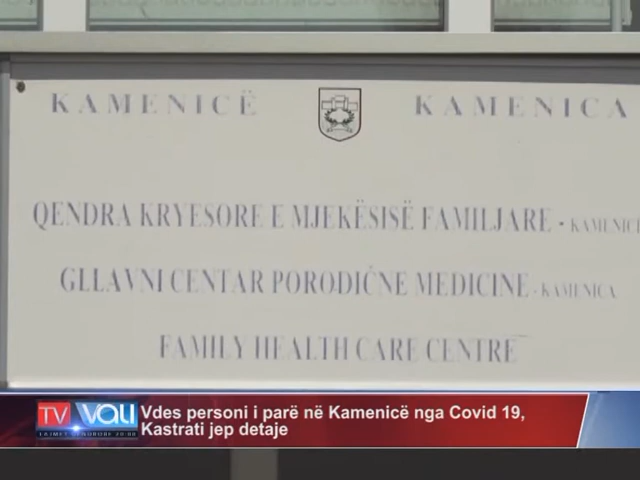 KAMENICË KAMENICA
QENDRA KRYESORE E MJEKËSISË FAMILJARE - KAMENICË
GLLAVNI CENTAR PORODIĆNE MEDICINE - KAMENICA
FAMILY HEALTH CARE CENTRE
TV VALI
Vdes personi i parë në Kamenicë nga Covid 19,
Kastrati jep detaje